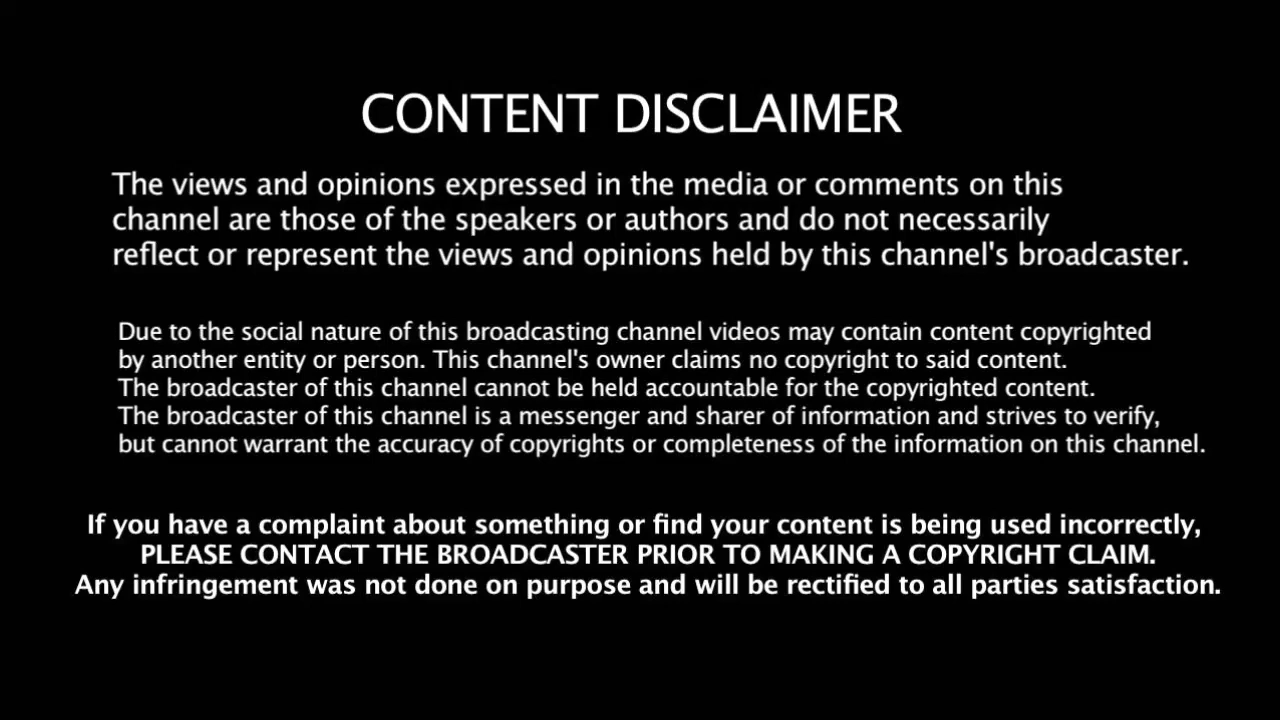 CONTENT DISCLAIMER
The views and opinions expressed in the media or comments on this
channel are those of the speakers or authors and do not necessarily
reflect or represent the views and opinions held by this channel's broadcaster.
Due to the social nature of this broadcasting channel videos may contain content copyrighted
by another entity or person. This channel's owner claims no copyright to said content.
The broadcaster of this channel cannot be held accountable for the copyrighted content.
The broadcaster of this channel is a messenger and sharer of information and strives to verify,
but cannot warrant the accuracy of copyrights or completeness of the information on this channel.
If you have a complaint about something or find your content is being used incorrectly,
PLEASE CONTACT THE BROADCASTER PRIOR TO MAKING A COPYRIGHT CLAIM.
Any infringement was not done on purpose and will be rectified to all parties satisfaction.